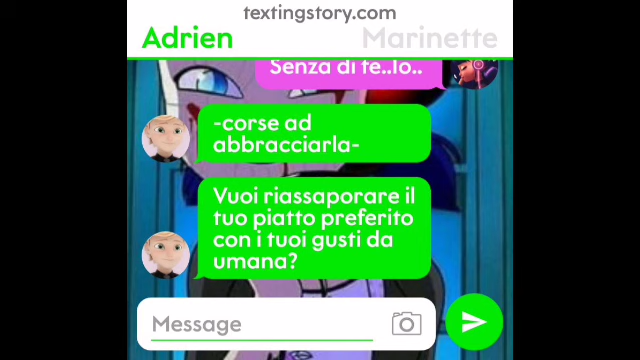 textingstory.com
Adrien Marinette
Senza di te..Io..
-corse ad
abbracciarla-
Vuoi riassaporare il
tuo piatto preferito
con i tuoi gusti da
umana?
Message